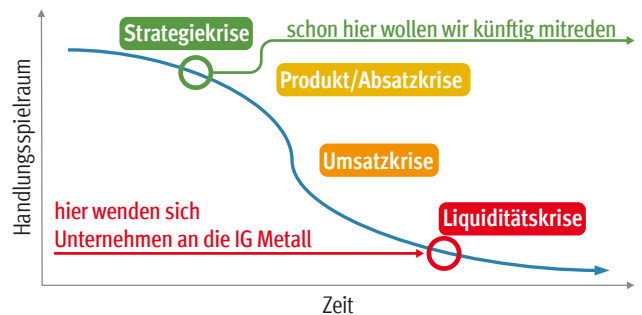 Strategiekrise
schon hier wollen wir künftig mitreden
Produkt/Absatzkrise
Umsatzkrise
hier wenden sich
Unternehmen an die IG Metall
Liquiditätskrise
Handlungsspielraum
Zeit